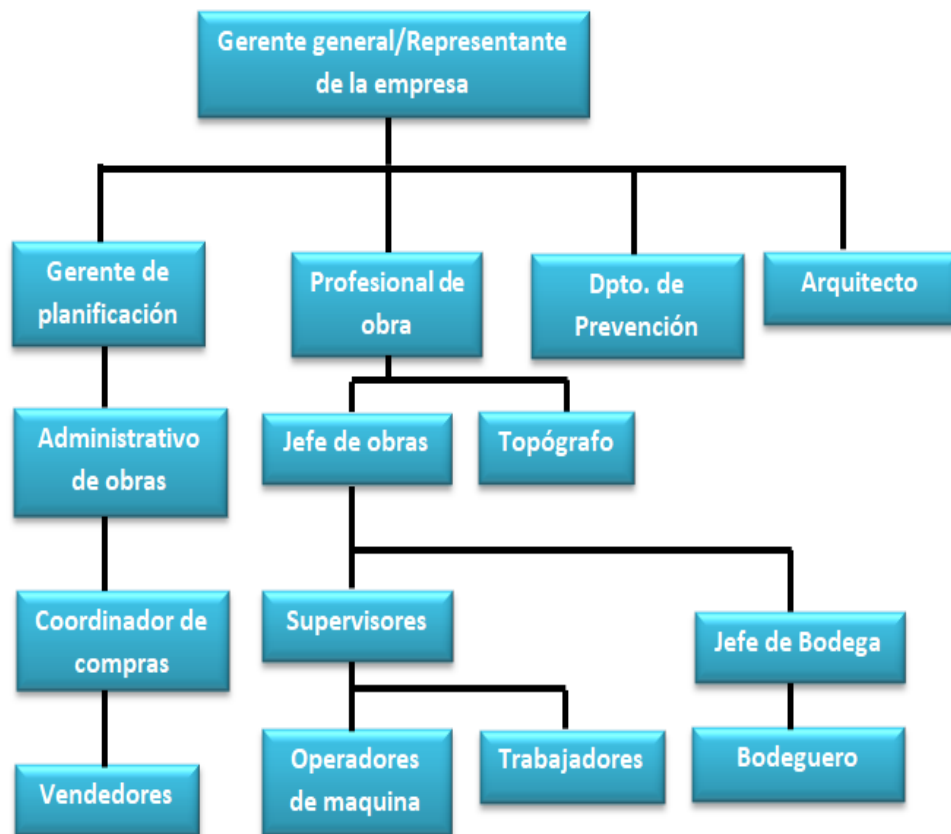 Gerente general/Representante
de la empresa
Gerente de
planificación
Profesional de
obra
Dpto. de
Prevención
Arquitecto
Administrativo
de obras
Jefe de obras
Topógrafo
Coordinador de
compras
Supervisores
Jefe de Bodega
Vendedores
Operadores
de maquina
Trabajadores
Bodeguero